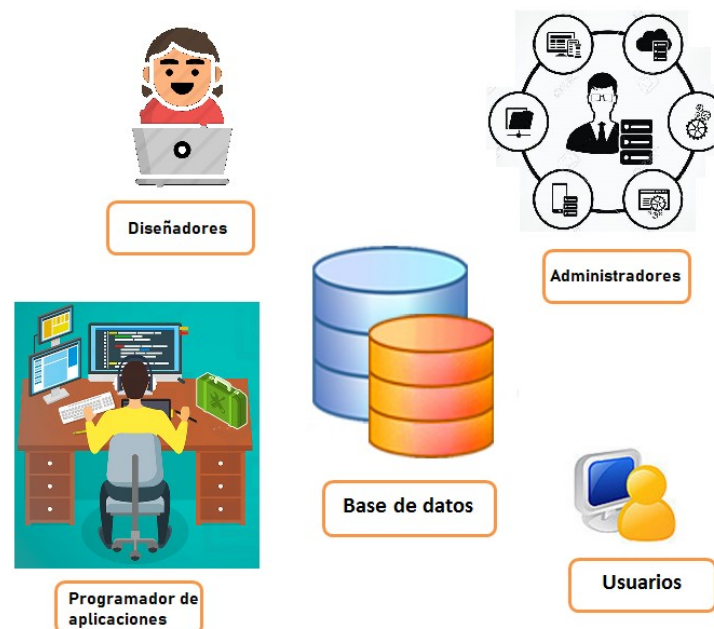 Diseñadores
Administradores
Base de datos
Usuarios
Programador de
aplicaciones